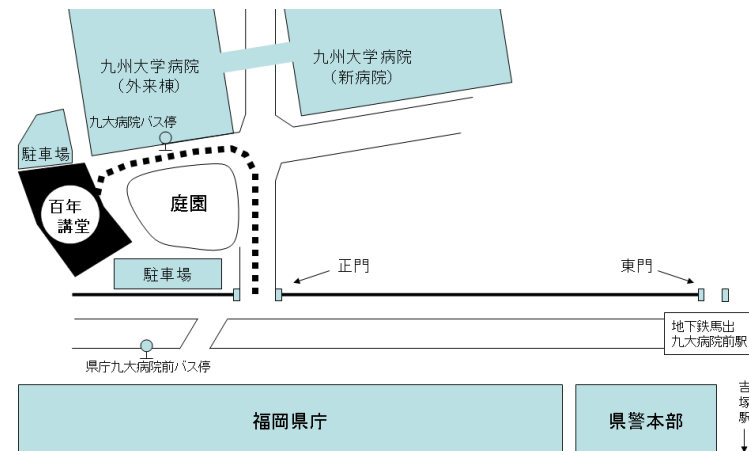 九州大学病院
（外来棟）
九州大学病院
（新病院）
九大病院バス停
駐車場
百年
講堂
庭園
駐車場
正門
東門
地下鉄馬出
九大病院前駅
県庁九大病院前バス停
福岡県庁
県警本部
吉塚駅